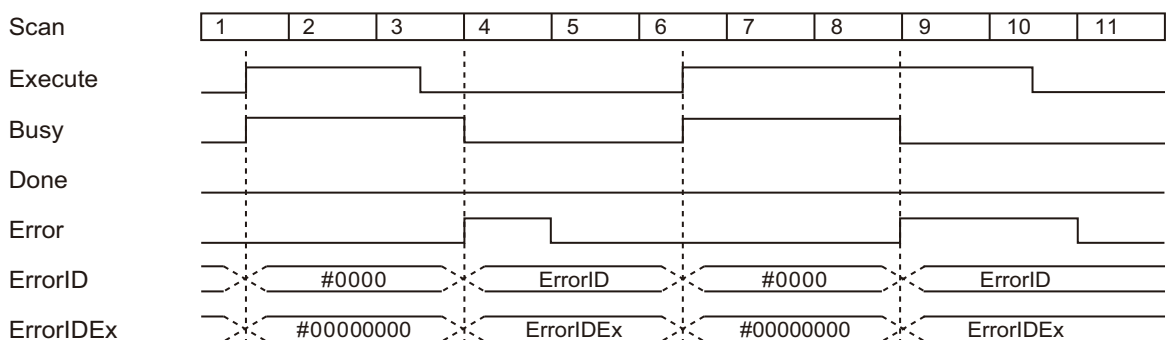 Scan 1 2 3 4 5 6 7 8 9 10 11
Execute
Busy
Done
Error
ErrorID #0000 ErrorID #0000 ErrorID
ErrorIDEx #00000000 ErrorIDEx #00000000 ErrorIDEx